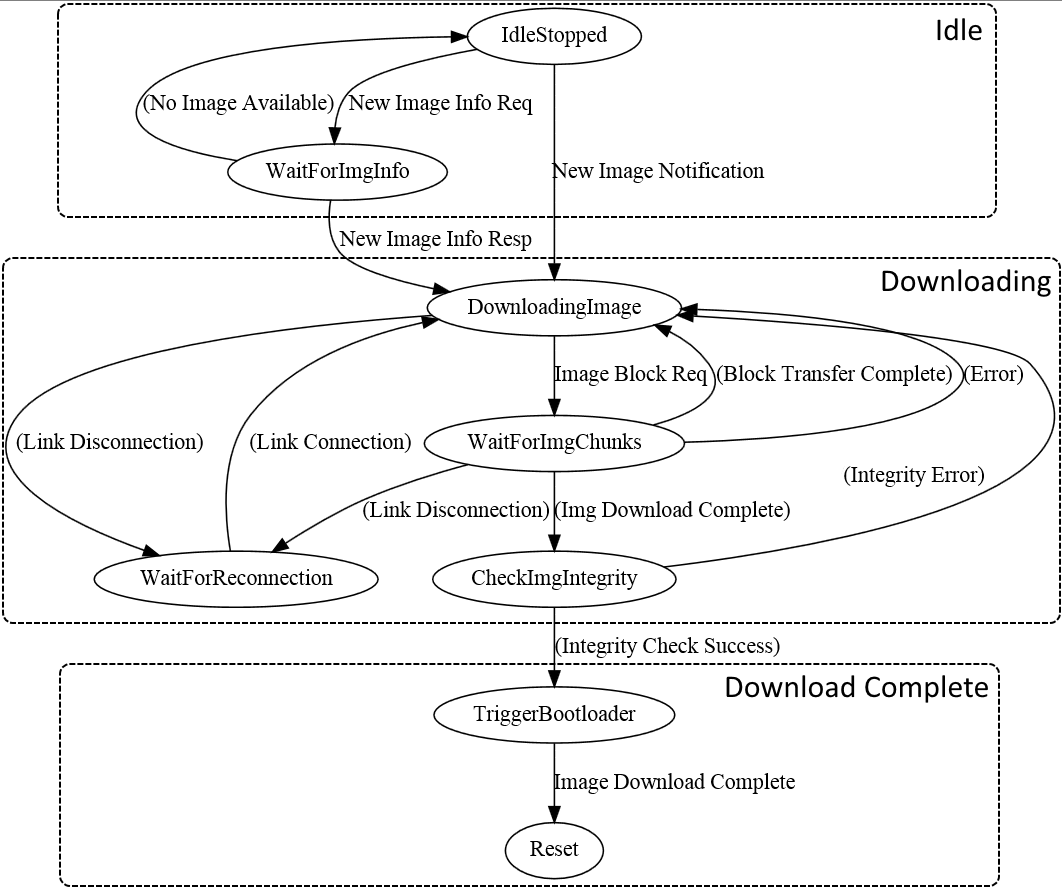 Idle
IdleStopped
(No Image Available)
New Image Info Req
WaitForImgInfo
New Image Notification
New Image Info Resp
Downloading
DownloadingImage
Image Block Req
(Block Transfer Complete)
(Error)
(Link Disconnection)
(Link Connection)
WaitForImgChunks
(Integrity Error)
(Link Disconnection)
(Img Download Complete)
WaitForReconnection
CheckImgIntegrity
(Integrity Check Success)
Download Complete
TriggerBootloader
Image Download Complete
Reset